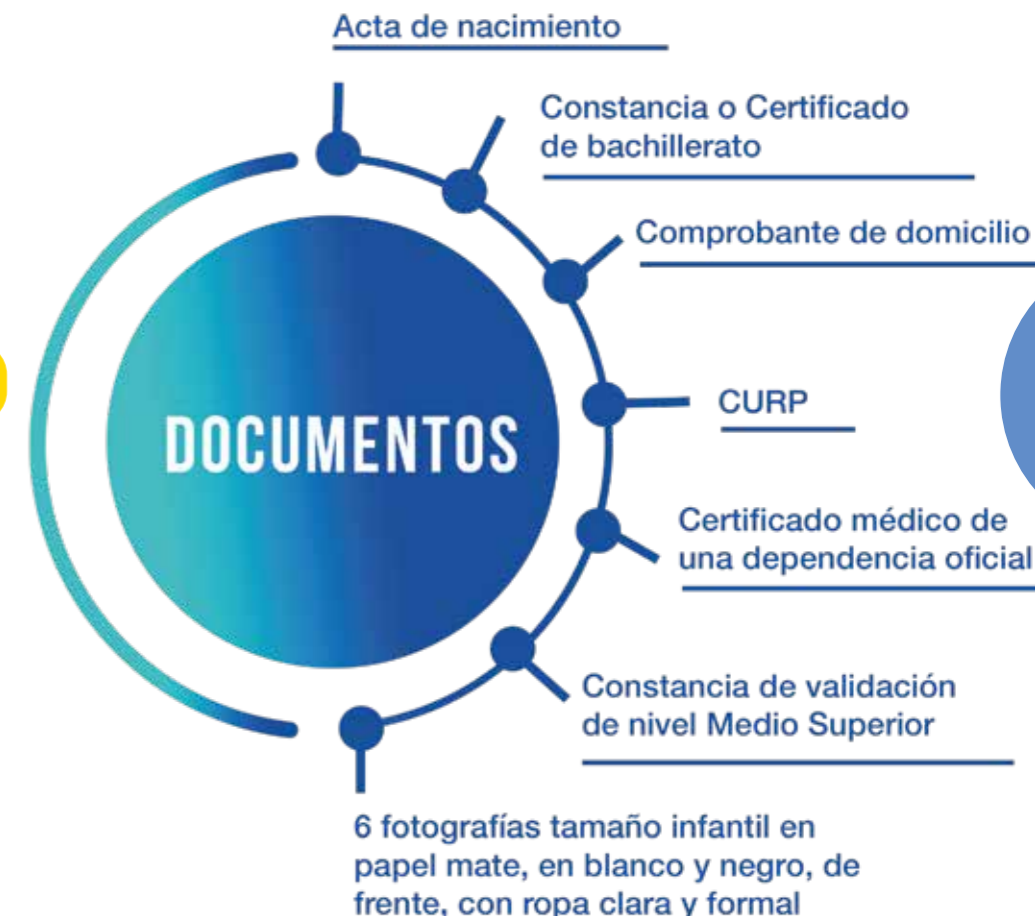 Acta de nacimiento
Constancia o Certificado
de bachillerato
Comprobante de domicilio
CURP
DOCUMENTOS
Certificado médico de
una dependencia oficial
Constancia de validación
de nivel Medio Superior
6 fotografías tamaño infantil en
papel mate, en blanco y negro, de
frente, con ropa clara y formal